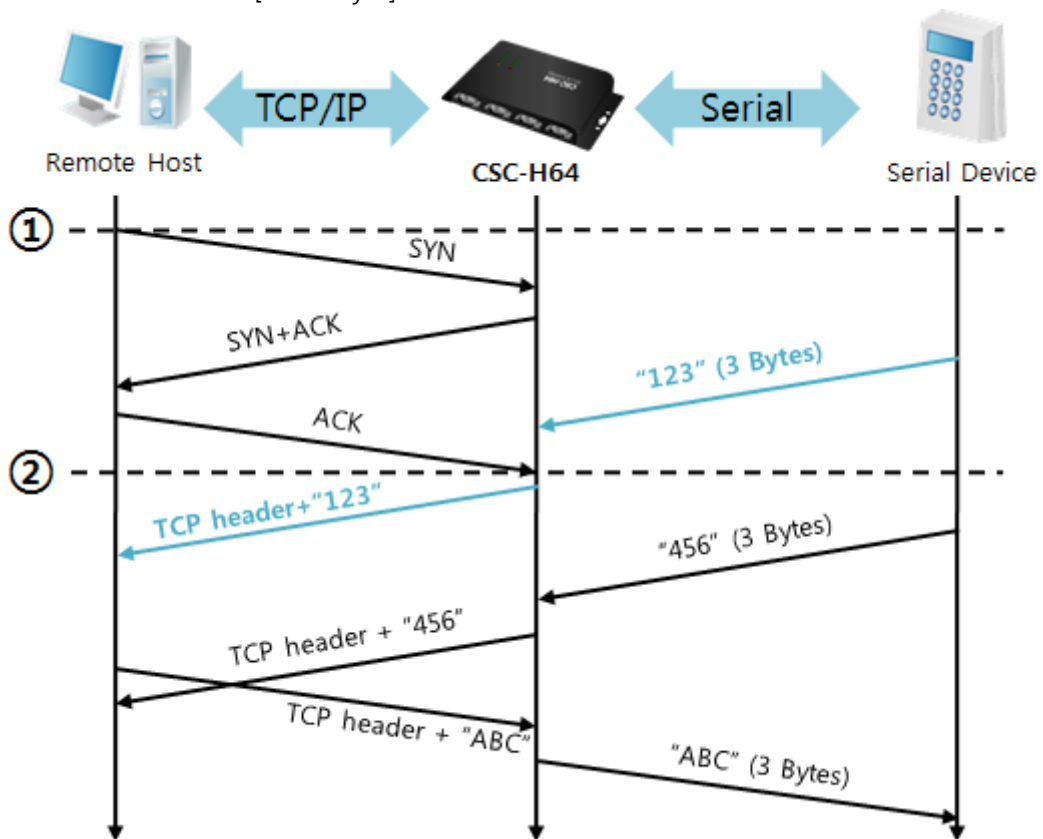 TCP/IP
Serial
Remote Host
CSC-H64
Serial Device
①
SYN
SYN+ACK
"123" (3 Bytes)
ACK
②
TCP header+"123"
"456" (3 Bytes)
TCP header + "456"
TCP header + "ABC"
"ABC" (3 Bytes)